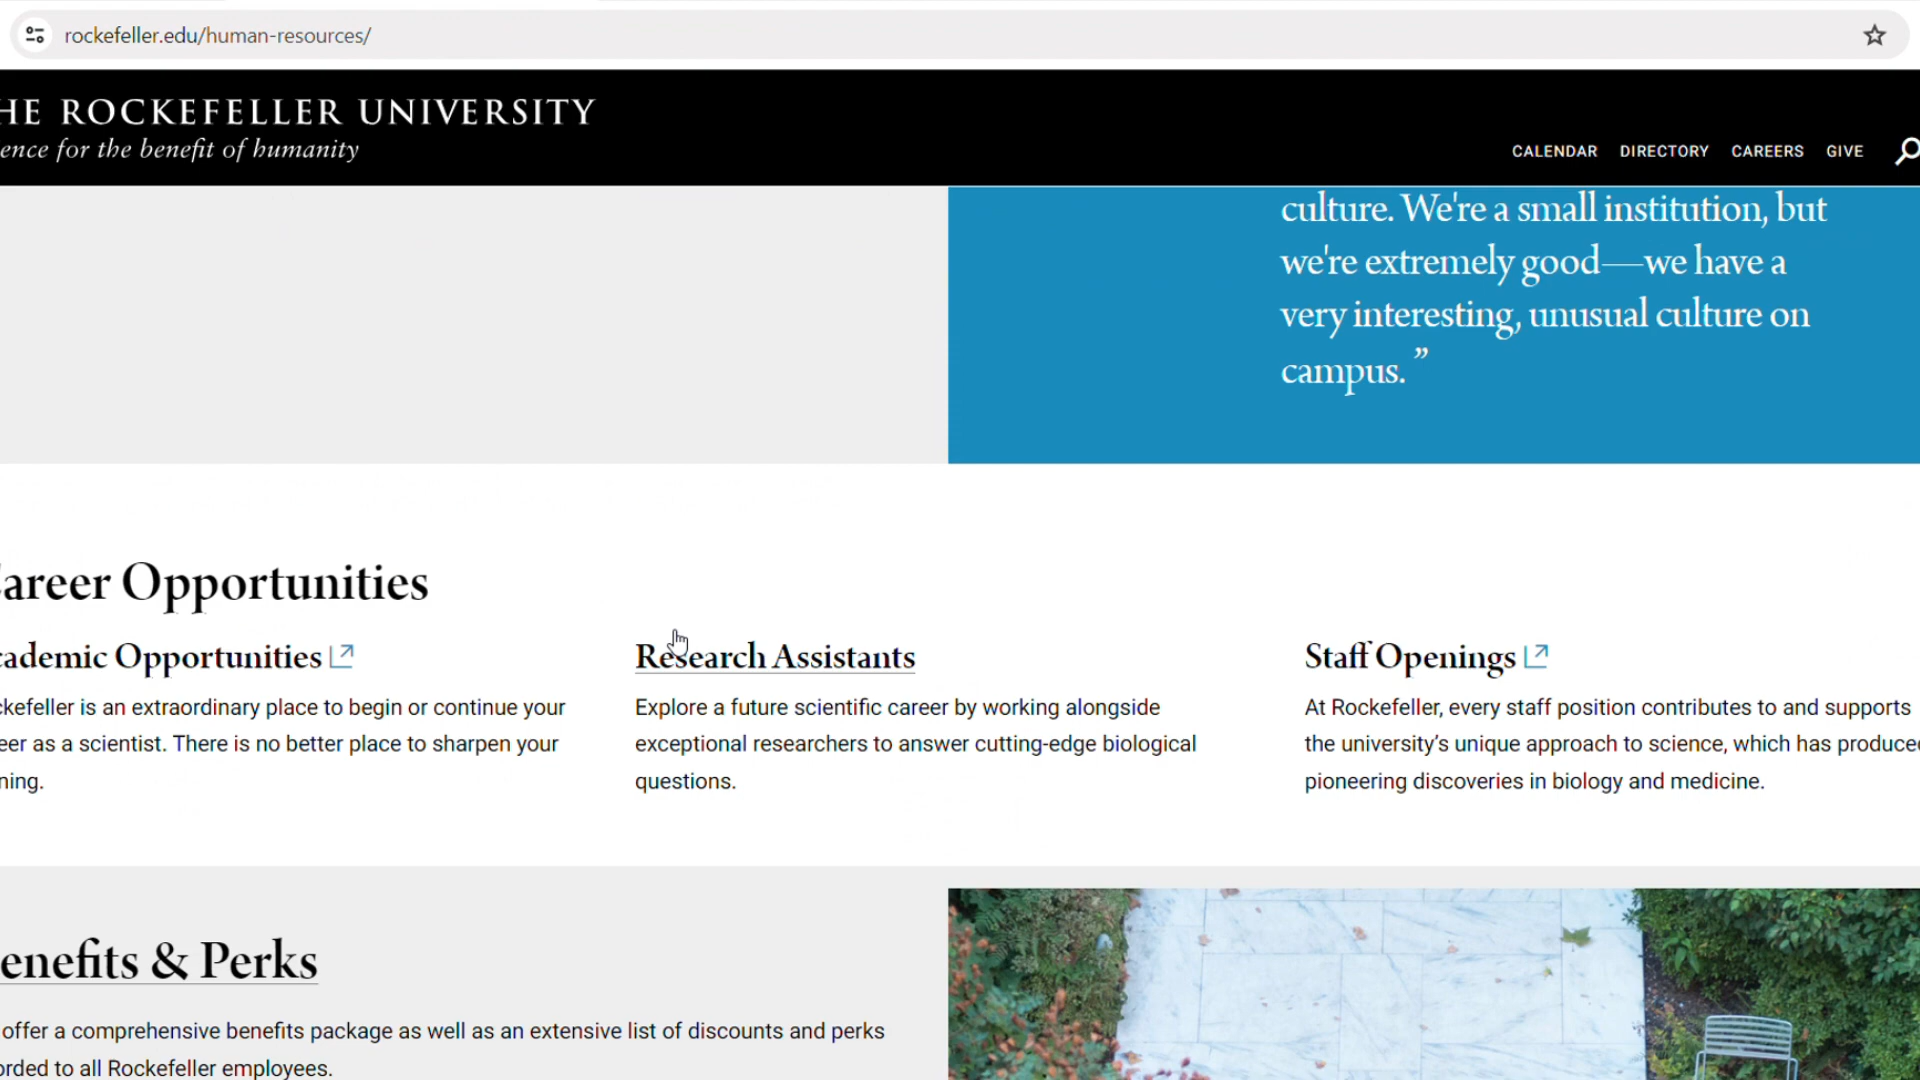 rockefeller.edu/human-resources/
HE ROCKEFELLER UNIVERSITY
ence for the benefit of humanity
CALENDAR DIRECTORY CAREERS GIVE
culture. We're a small institution, but
we're extremely good—we have a
very interesting, unusual culture on
campus. ”
areer Opportunities
cademic Opportunities
Research Assistants
Staff Openings
ckefeller is an extraordinary place to begin or continue your
eer as a scientist. There is no better place to sharpen your
ning.
Explore a future scientific career by working alongside
exceptional researchers to answer cutting-edge biological
questions.
At Rockefeller, every staff position contributes to and supports
the university’s unique approach to science, which has produced
pioneering discoveries in biology and medicine.
enefits & Perks
offer a comprehensive benefits package as well as an extensive list of discounts and perks
orded to all Rockefeller employees.